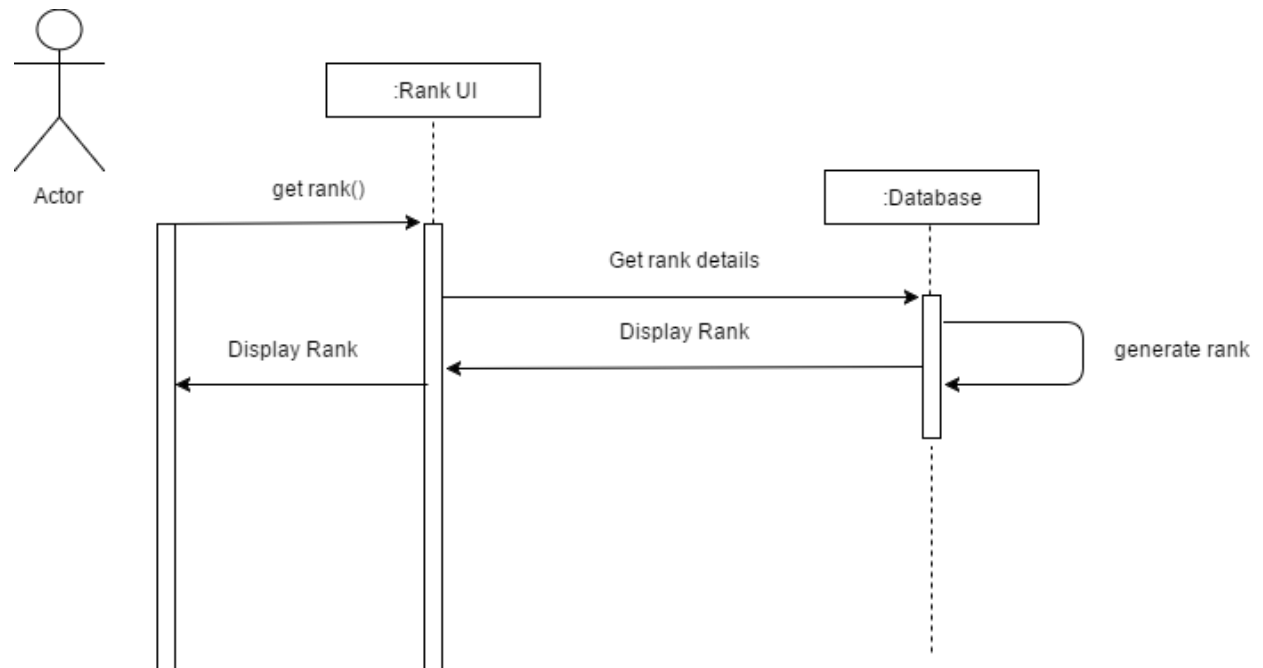 :Rank UI
Actor
get rank()
:Database
Get rank details
Display Rank
Display Rank
generate rank